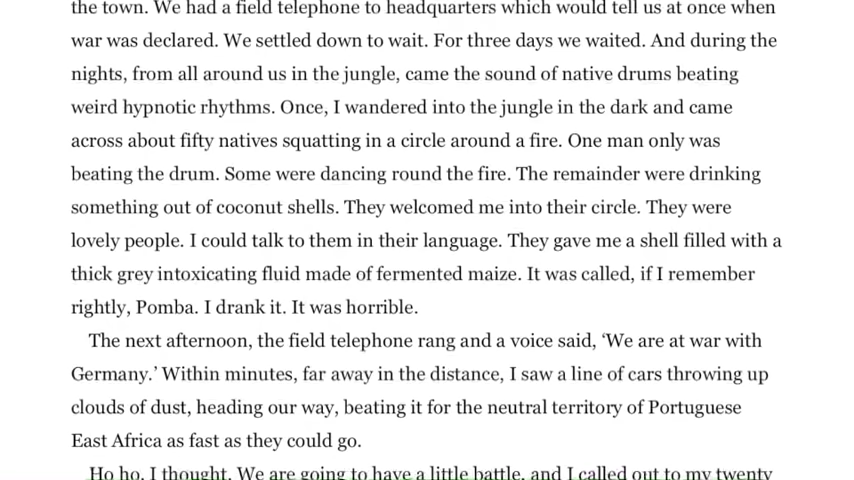 the town. We had a field telephone to headquarters which would tell us at once when
war was declared. We settled down to wait. For three days we waited. And during the
nights, from all around us in the jungle, came the sound of native drums beating
weird hypnotic rhythms. Once, I wandered into the jungle in the dark and came
across about fifty natives squatting in a circle around a fire. One man only was
beating the drum. Some were dancing round the fire. The remainder were drinking
something out of coconut shells. They welcomed me into their circle. They were
lovely people. I could talk to them in their language. They gave me a shell filled with a
thick grey intoxicating fluid made of fermented maize. It was called, if I remember
rightly, Pomba. I drank it. It was horrible.
The next afternoon, the field telephone rang and a voice said, ‘We are at war with
Germany.’ Within minutes, far away in the distance, I saw a line of cars throwing up
clouds of dust, heading our way, beating it for the neutral territory of Portuguese
East Africa as fast as they could go.
Ho ho, I thought. We are going to have a little battle, and I called out to my twenty